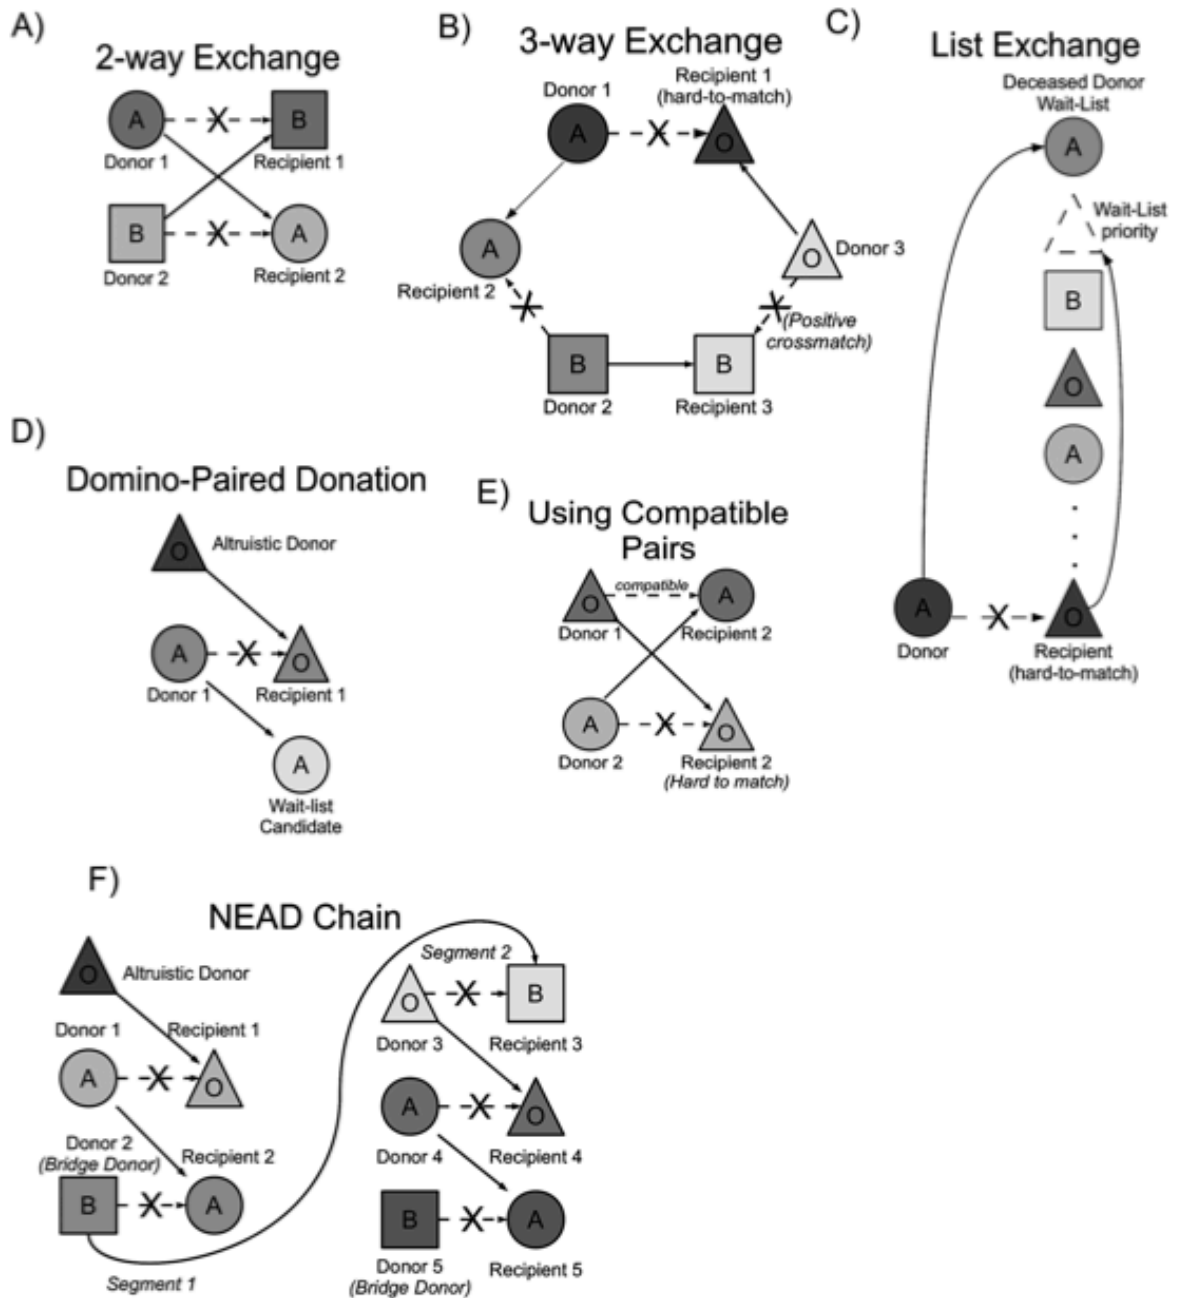 A)
2-way Exchange
A
X
B
Donor 1
Recipient 1
B
X
A
Donor 2
Recipient 2
B)
3-way Exchange
Donor 1
Recipient 1
(hard-to-match)
A
X
O
A
Recipient 2
O
Donor 3
X
X
(Positive
crossmatch)
B
B
Donor 2
Recipient 3
C)
List Exchange
Deceased Donor
Wait-List
A
Wait-List
priority
B
O
A
A
X
O
Donor
Recipient
(hard-to-match)
D)
Domino-Paired Donation
O
Altruistic Donor
A
X
O
Donor 1
Recipient 1
A
Wait-list
Candidate
E)
Using Compatible
Pairs
O
compatible
A
Donor 1
Recipient 2
A
X
O
Donor 2
Recipient 2
(Hard to match)
F)
NEAD Chain
O
Altruistic Donor
Donor 1
Recipient 1
A
X
O
Donor 2
(Bridge Donor)
Recipient 2
B
X
A
Segment 1
Segment 2
O
X
B
Donor 3
Recipient 3
A
X
O
Donor 4
Recipient 4
B
X
A
Donor 5
(Bridge Donor)
Recipient 5